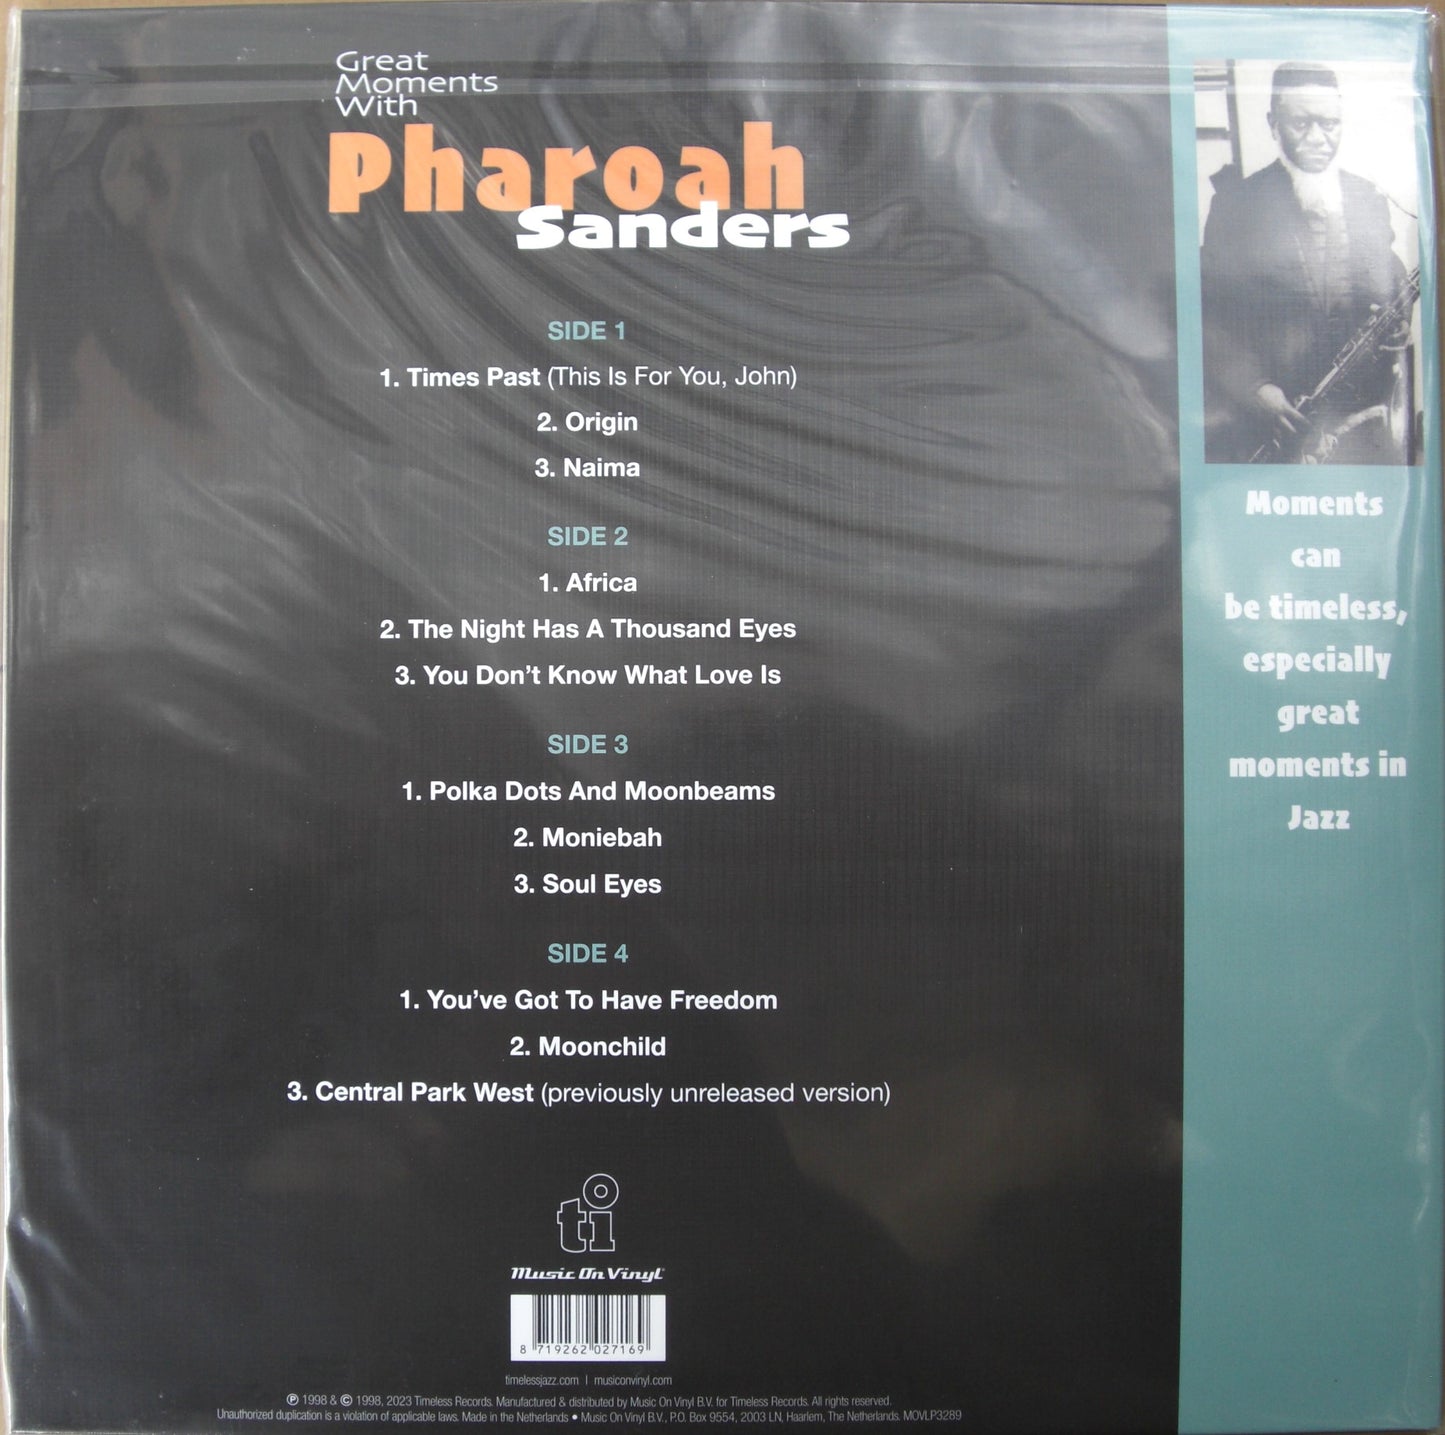 Great
Moments
With
Pharoah
Sanders
SIDE 1
1. Times Past (This Is For You, John)
2. Origin
3. Naima
SIDE 2
1. Africa
2. The Night Has A Thousand Eyes
3. You Don't Know What Love Is
SIDE 3
1. Polka Dots And Moonbeams
2. Moniebah
3. Soul Eyes
SIDE 4
1. You've Got To Have Freedom
2. Moonchild
3. Central Park West (previously unreleased version)
ti
Music On Vinyl
8 719262 027169
timelessjazz.com | musiconvinyl.com
℗ 1998 & © 1998, 2023 Timeless Records. Manufactured & distributed by Music On Vinyl B.V. for Timeless Records. All rights reserved.
Unauthorized duplication is a violation of applicable laws. Made in the Netherlands • Music On Vinyl B.V., P.O. Box 9554, 2003 LN, Haarlem, The Netherlands. MOVLP3289
Moments
can
be timeless,
especially
great
moments in
Jazz